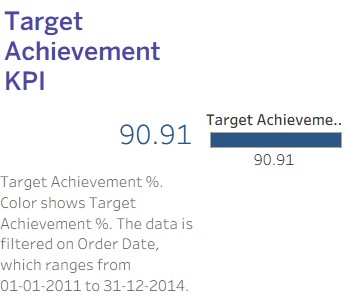 Target
Achievement
KPI
90.91
Target Achieveme..
90.91
Target Achievement %.
Color shows Target
Achievement %. The data is
filtered on Order Date,
which ranges from
01-01-2011 to 31-12-2014.